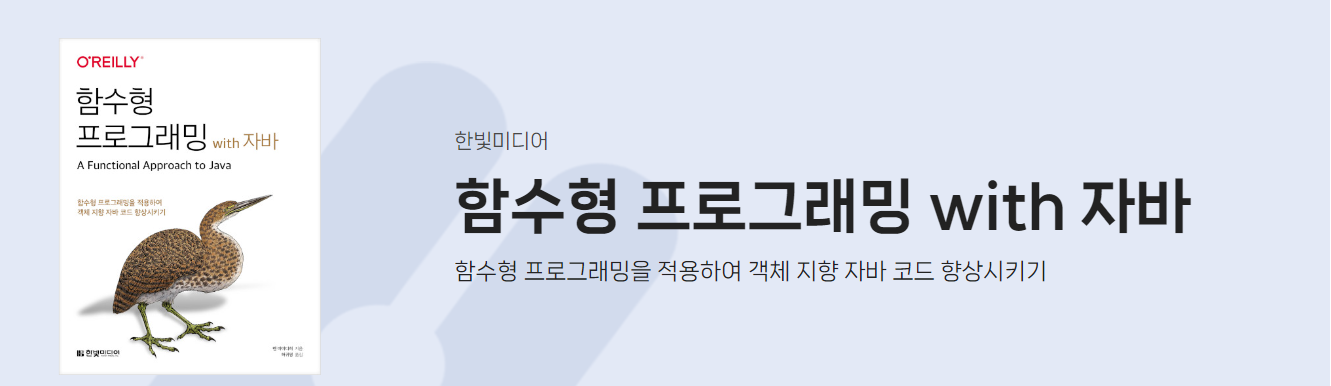 O'REILLY®
함수형
프로그래밍 with 자바
A Functional Approach to Java
함수형 프로그래밍을 적용하여
객체 지향 자바 코드 향상시키기
한빛미디어
한빛미디어
함수형 프로그래밍 with 자바
함수형 프로그래밍을 적용하여 객체 지향 자바 코드 향상시키기